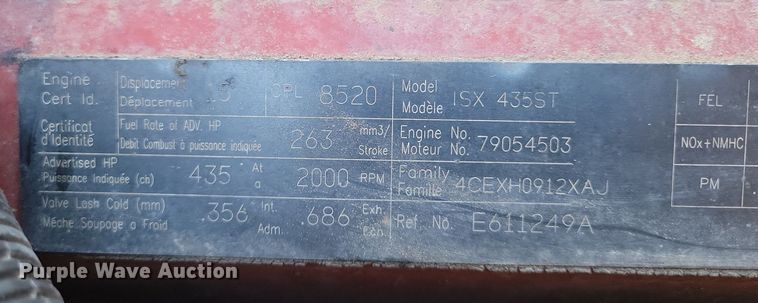 Engine Cert Id. Displacement Déplacement CPL 8520 Model Modèle ISX 435ST FEL
Certificat d'Identité Fuel Rate of ADV. HP Débit Combust à puissance indiquée 263 mm3/ Stroke Engine No. Moteur No. 79054503 NOx+NMHC
Advertised HP Puissance Indiquée (ch) 435 At a 2000 RPM Family Famille 4CEXH0912XAJ PM
Valve Lash Cold (mm) Mèche Soupape a Froid .356 Int. Adm. .686 Exh Ech. Ref. No. E611249A
Purple Wave Auction